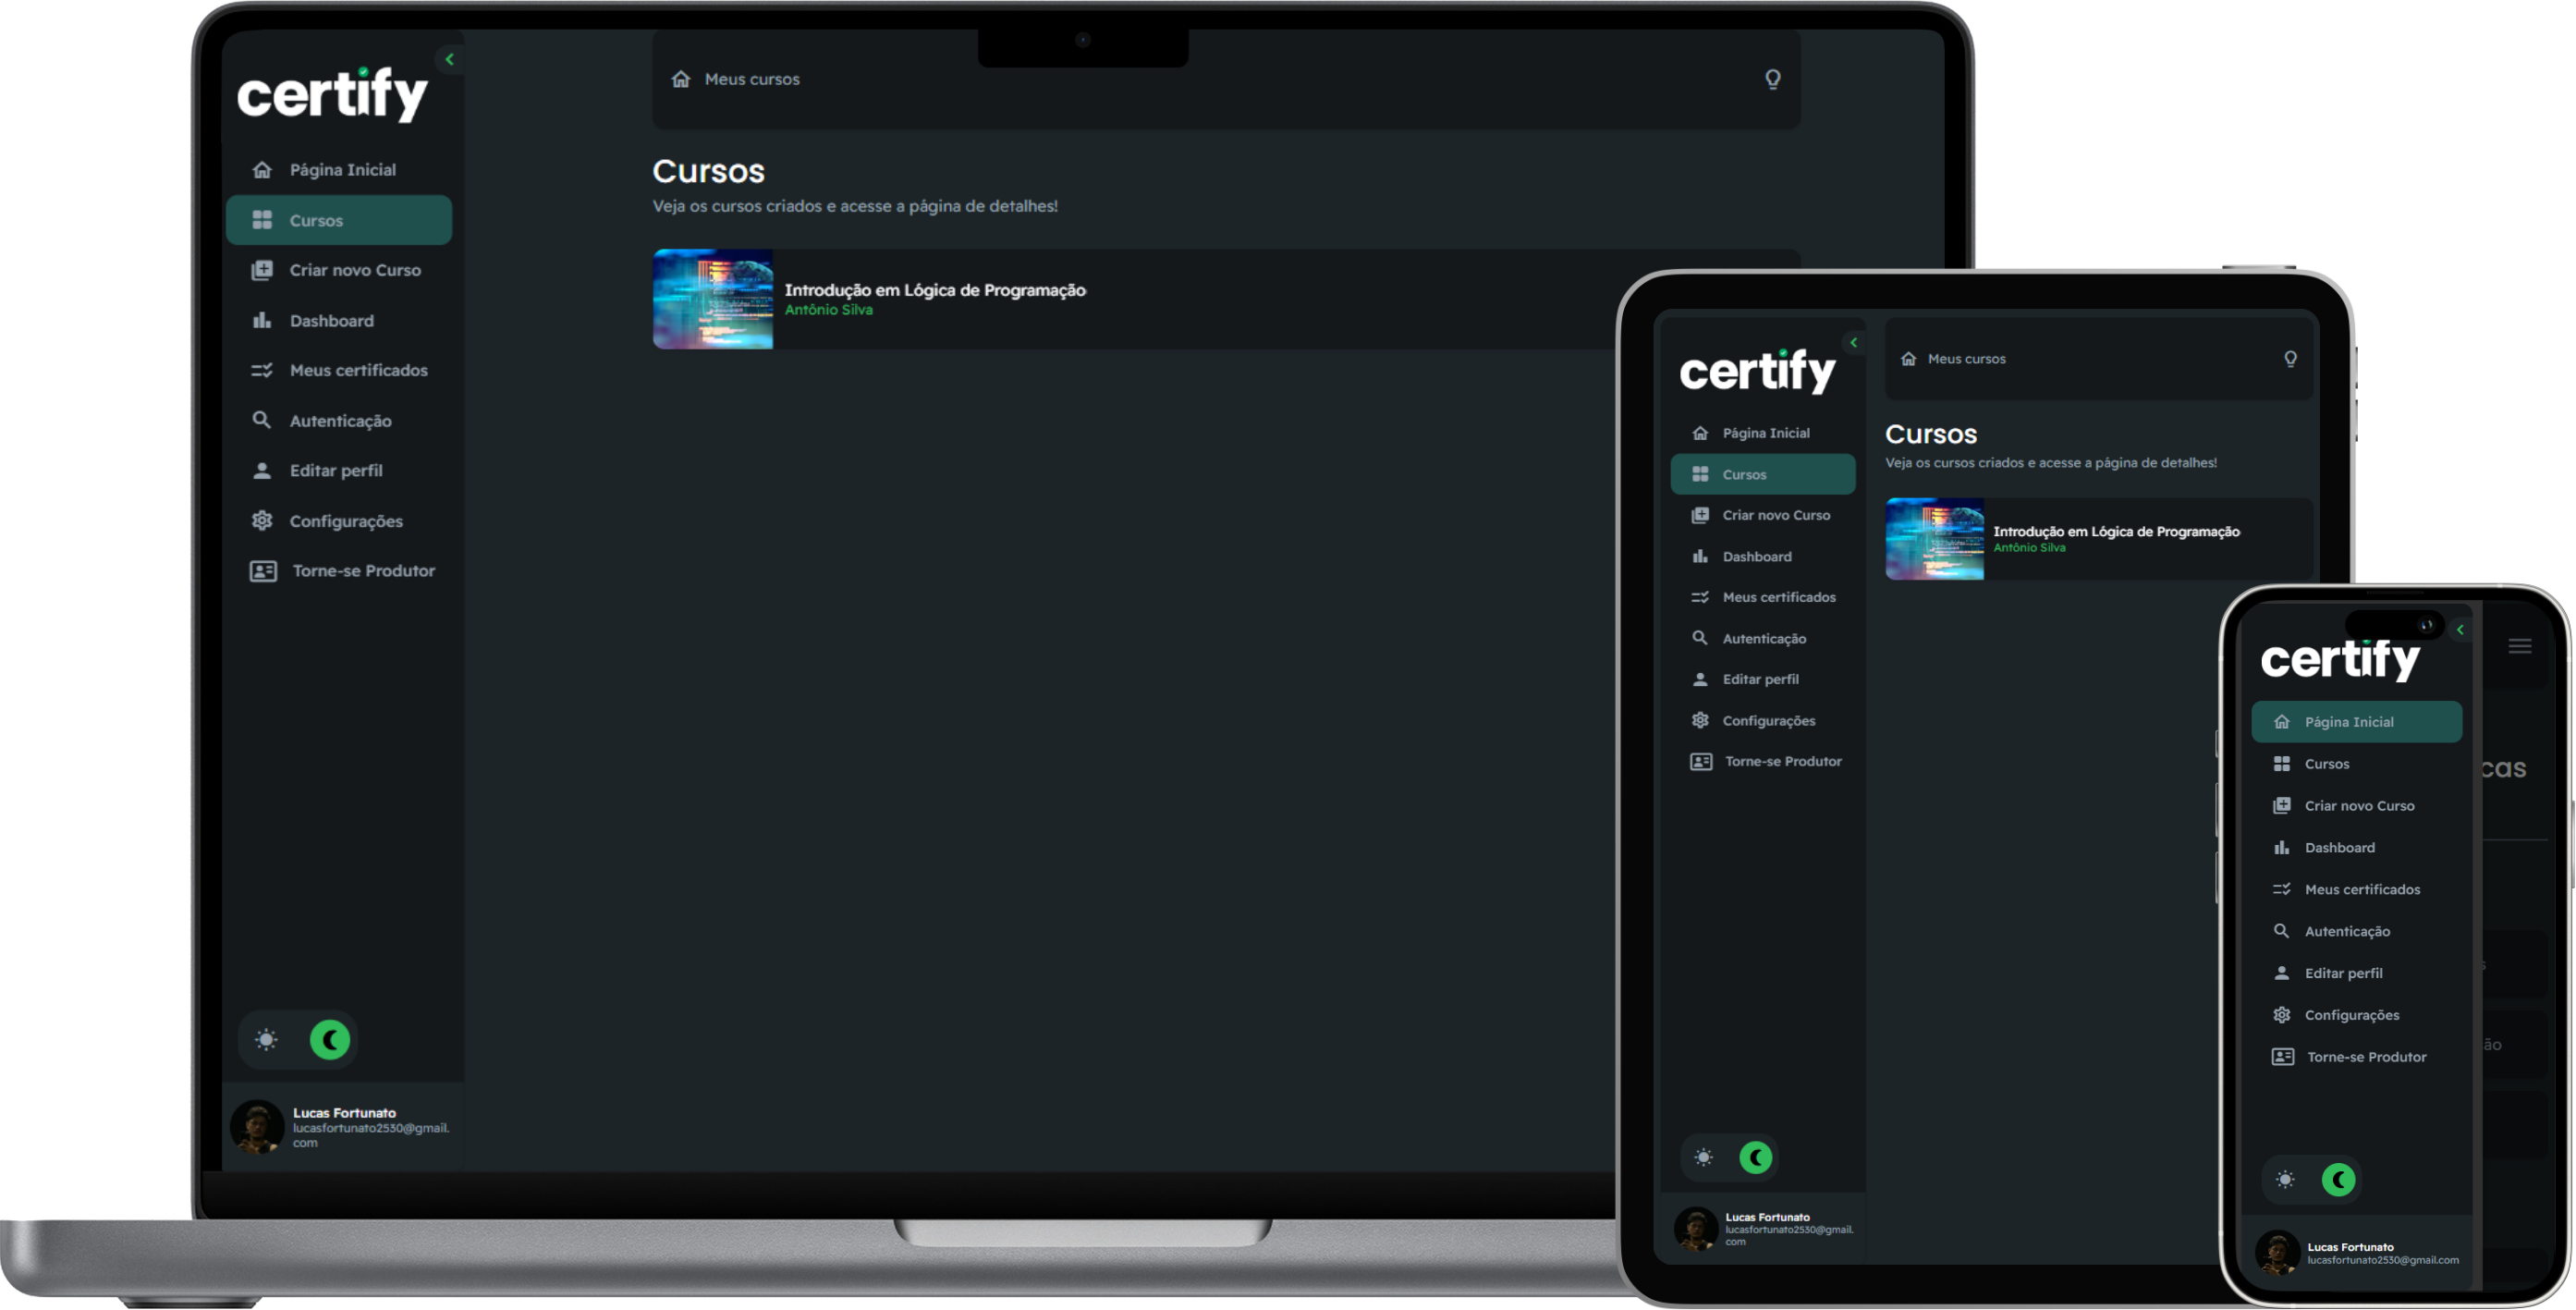 certify
Página Inicial
Cursos
Criar novo Curso
Dashboard
Meus certificados
Autenticação
Editar perfil
Configurações
Torne-se Produtor
Lucas Fortunato
lucasfortunato2530@gmail.
com
Meus cursos
Cursos
Veja os cursos criados e acesse a página de detalhes!
Introdução em Lógica de Programação
Antônio Silva
certify
Página Inicial
Cursos
Criar novo Curso
Dashboard
Meus certificados
Autenticação
Editar perfil
Configurações
Torne-se Produtor
Lucas Fortunato
lucasfortunato2530@gmail.
com
Meus cursos
Cursos
Veja os cursos criados e acesse a página de detalhes!
Introdução em Lógica de Programação
Antônio Silva
certify
Página Inicial
Cursos
Criar novo Curso
Dashboard
Meus certificados
Autenticação
Editar perfil
Configurações
Torne-se Produtor
Lucas Fortunato
lucasfortunato2530@gmail.com
cas
s
ão